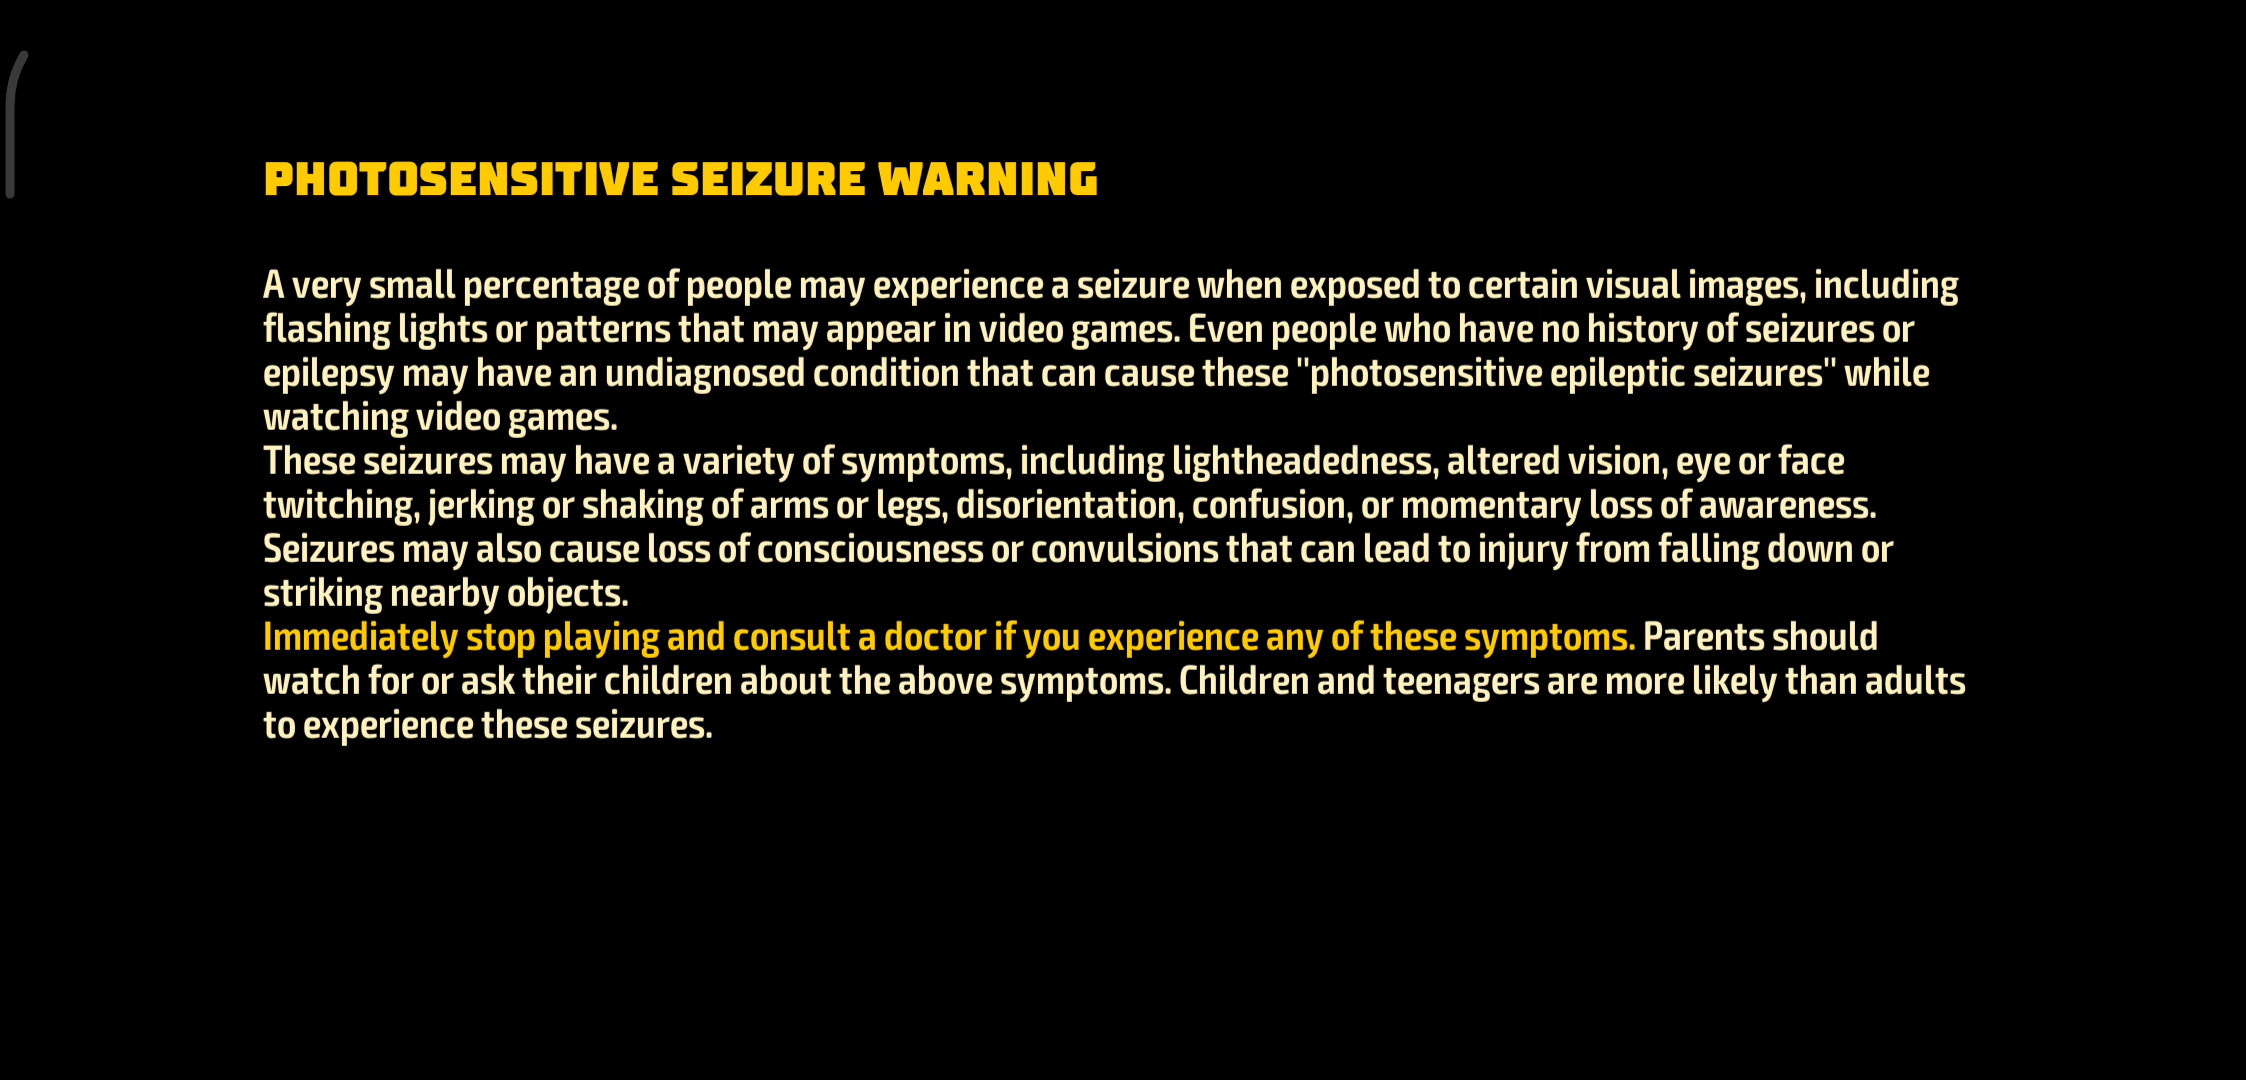 PHOTOSENSITIVE SEIZURE WARNING
A very small percentage of people may experience a seizure when exposed to certain visual images, including
flashing lights or patterns that may appear in video games. Even people who have no history of seizures or
epilepsy may have an undiagnosed condition that can cause these "photosensitive epileptic seizures" while
watching video games.
These seizures may have a variety of symptoms, including lightheadedness, altered vision, eye or face
twitching, jerking or shaking of arms or legs, disorientation, confusion, or momentary loss of awareness.
Seizures may also cause loss of consciousness or convulsions that can lead to injury from falling down or
striking nearby objects.
Immediately stop playing and consult a doctor if you experience any of these symptoms. Parents should
watch for or ask their children about the above symptoms. Children and teenagers are more likely than adults
to experience these seizures.